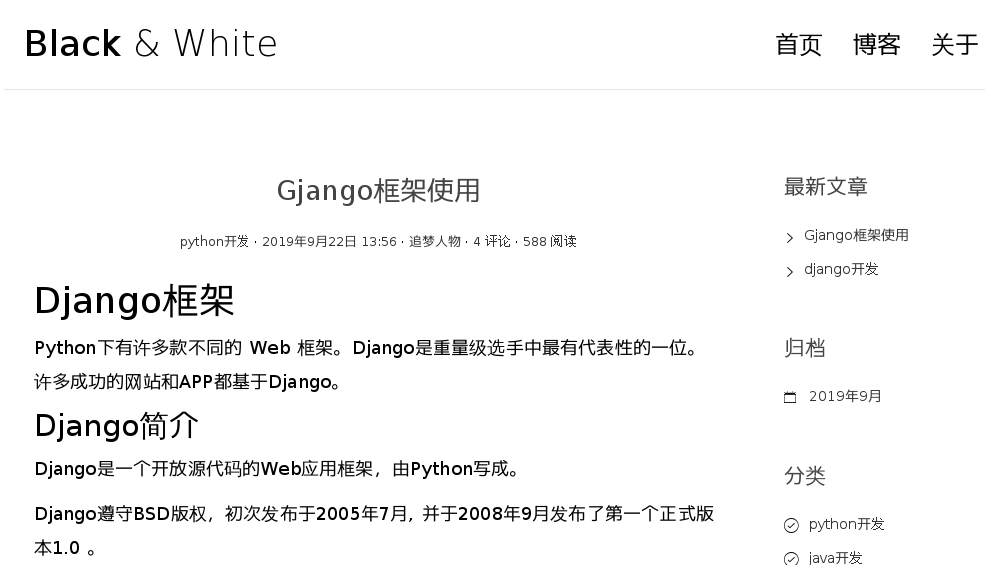 Black & White
首页 博客 关于
Gjango框架使用
python开发 · 2019年9月22日 13:56 · 追梦人物 · 4 评论 · 588 阅读
Django框架
Python下有许多款不同的 Web 框架。Django是重量级选手中最有代表性的一位。
许多成功的网站和APP都基于Django。
Django简介
Django是一个开放源代码的Web应用框架，由Python写成。
Django遵守BSD版权，初次发布于2005年7月, 并于2008年9月发布了第一个正式版
本1.0 。
最新文章
Gjango框架使用
django开发
归档
2019年9月
分类
python开发
java开发